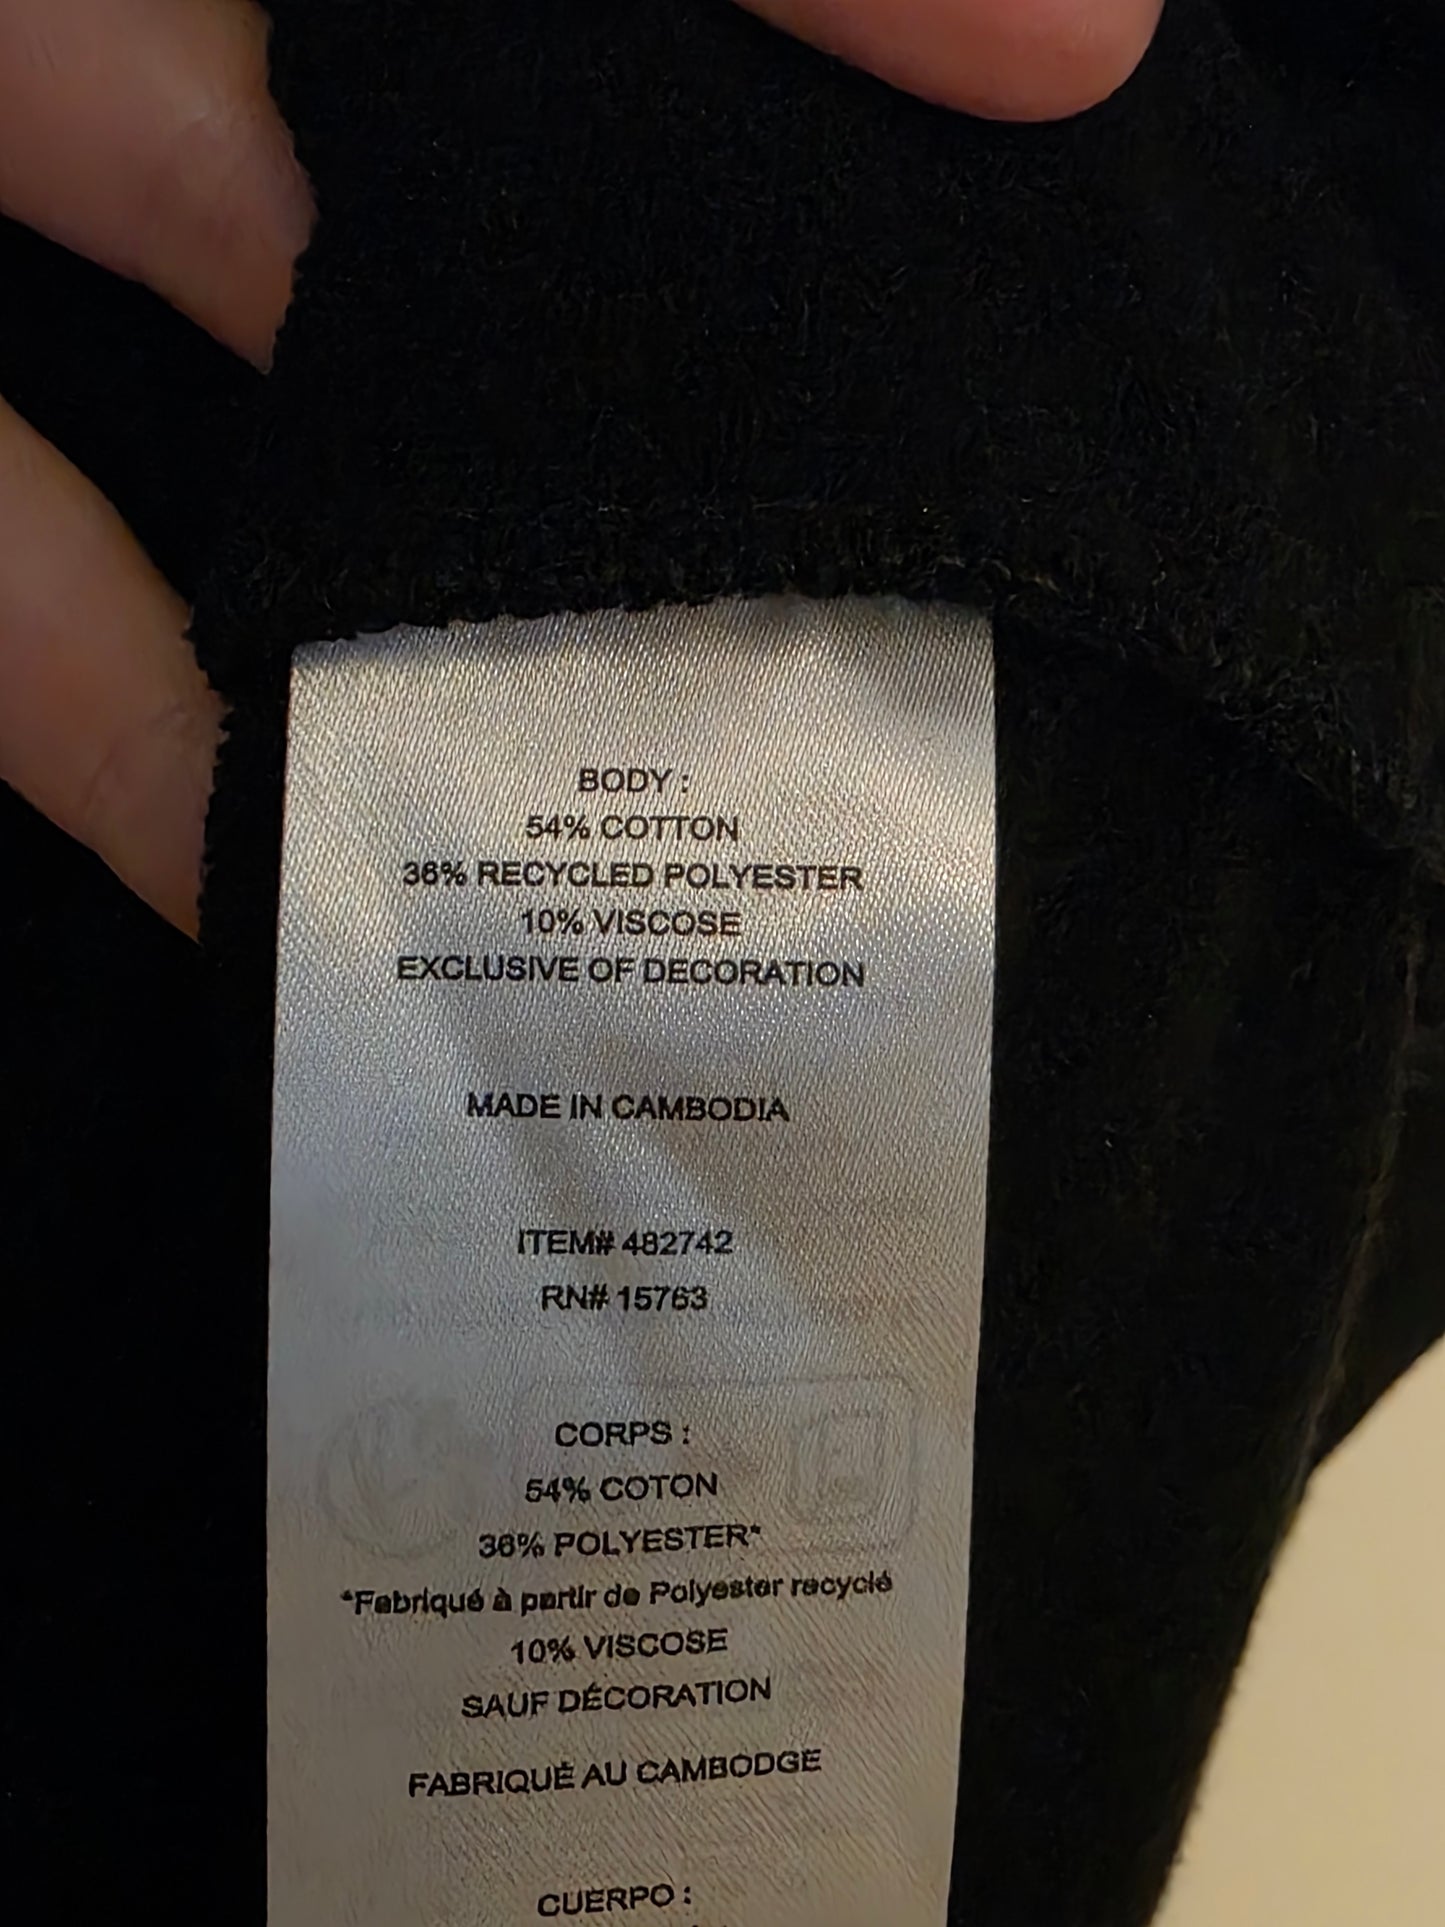 BODY :
54% COTTON
36% RECYCLED POLYESTER
10% VISCOSE
EXCLUSIVE OF DECORATION
MADE IN CAMBODIA
ITEM# 482742
RN# 15763
CORPS :
54% COTON
36% POLYESTER*
*Fabriqué à partir de Polyester recyclé
10% VISCOSE
SAUF DÉCORATION
FABRIQUÉ AU CAMBODGE
CUERPO :